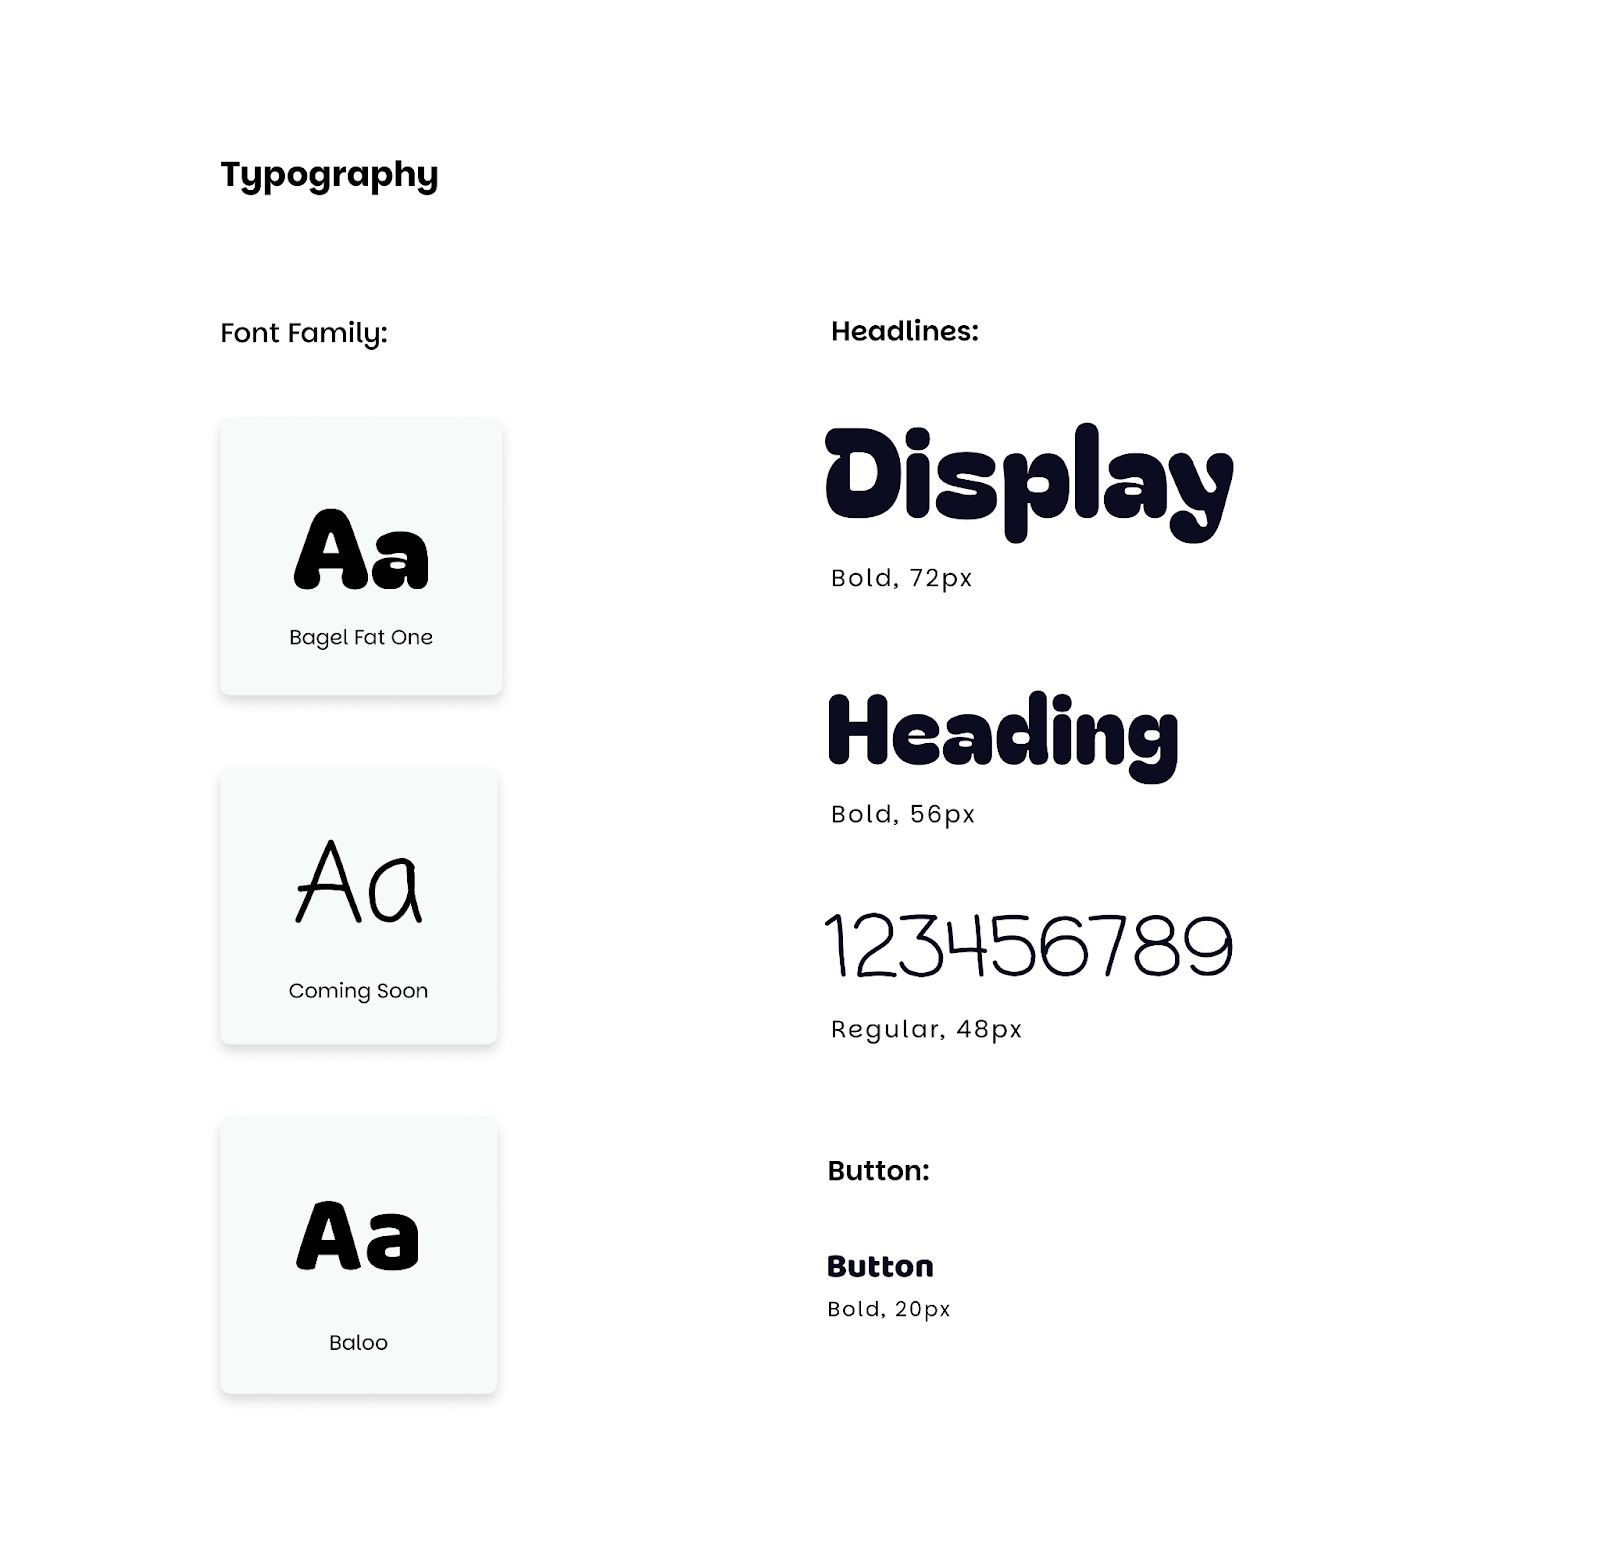 Typography
Font Family:
Aa
Bagel Fat One
Aa
Coming Soon
Aa
Baloo
Headlines:
Display
Bold, 72px
Heading
Bold, 56px
123456789
Regular, 48px
Button:
Button
Bold, 20px